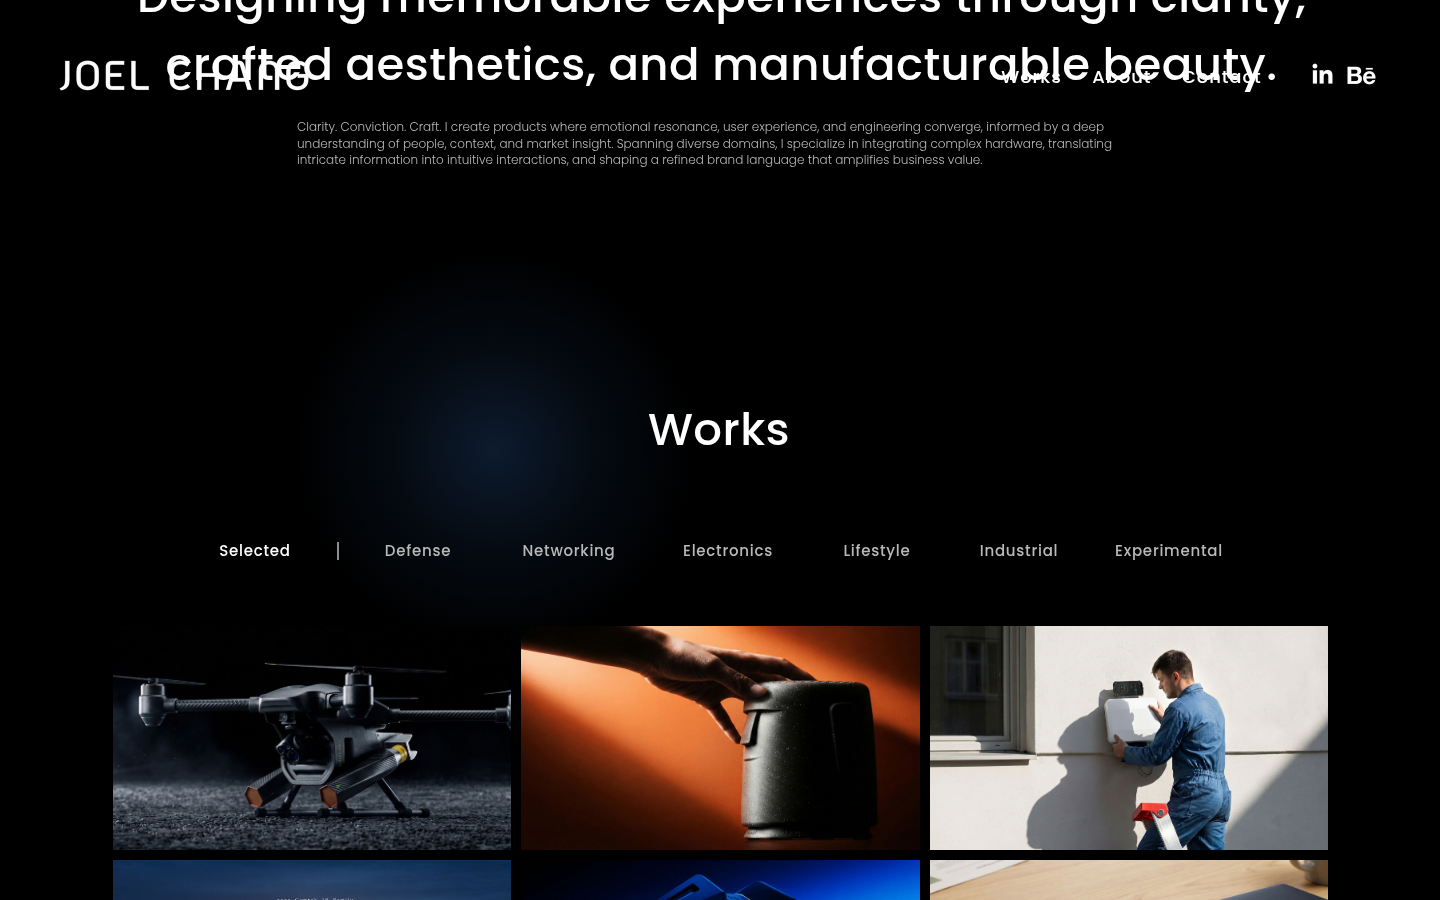 Designing memorable experiences through clarity,
crafted aesthetics, and manufacturable beauty.
JOEL CHANG
Works About Contact in Bē
Clarity. Conviction. Craft. I create products where emotional resonance, user experience, and engineering converge, informed by a deep
understanding of people, context, and market insight. Spanning diverse domains, I specialize in integrating complex hardware, translating
intricate information into intuitive interactions, and shaping a refined brand language that amplifies business value.
Works
Selected | Defense Networking Electronics Lifestyle Industrial Experimental